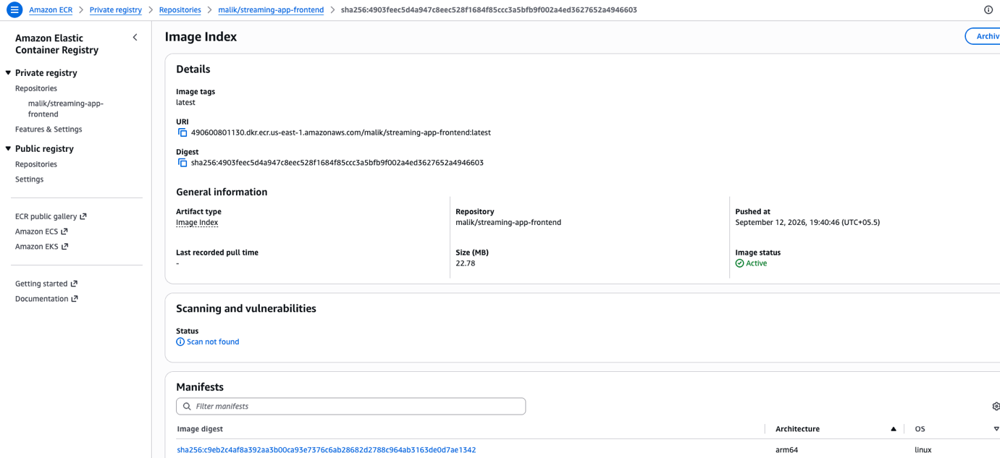 Amazon ECR > Private registry > Repositories > malik/streaming-app-frontend > sha256:4903feec5d4a947c8eec528f1684f85ccc3a5bfb9f002a4ed3627652a4946603
Amazon Elastic
Container Registry
Private registry
Repositories
malik/streaming-app-
frontend
Features & Settings
Public registry
Repositories
Settings
ECR public gallery
Amazon ECS
Amazon EKS
Getting started
Documentation
Image Index
Archiv
Details
Image tags
latest
URI
490600801130.dkr.ecr.us-east-1.amazonaws.com/malik/streaming-app-frontend:latest
Digest
sha256:4903feec5d4a947c8eec528f1684f85ccc3a5bfb9f002a4ed3627652a4946603
General information
Artifact type
Image Index
Repository
malik/streaming-app-frontend
Pushed at
September 12, 2026, 19:40:46 (UTC+05.5)
Last recorded pull time
-
Size (MB)
22.78
Image status
Active
Scanning and vulnerabilities
Status
Scan not found
Manifests
Filter manifests
Image digest Architecture OS
sha256:c9eb2c4af8a392aa3b00ca93e7376c6ab28682d2788c964ab3163de0d7ae1342 arm64 linux